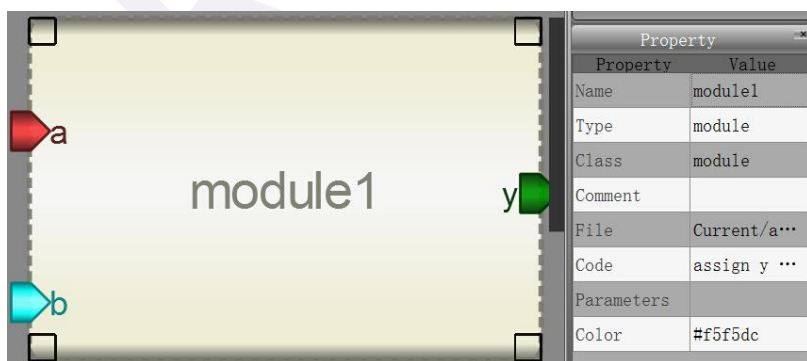 a
module1
y
b
Property
Property Value
Name module1
Type module
Class module
Comment
File Current/a…
Code assign y …
Parameters
Color #f5f5dc